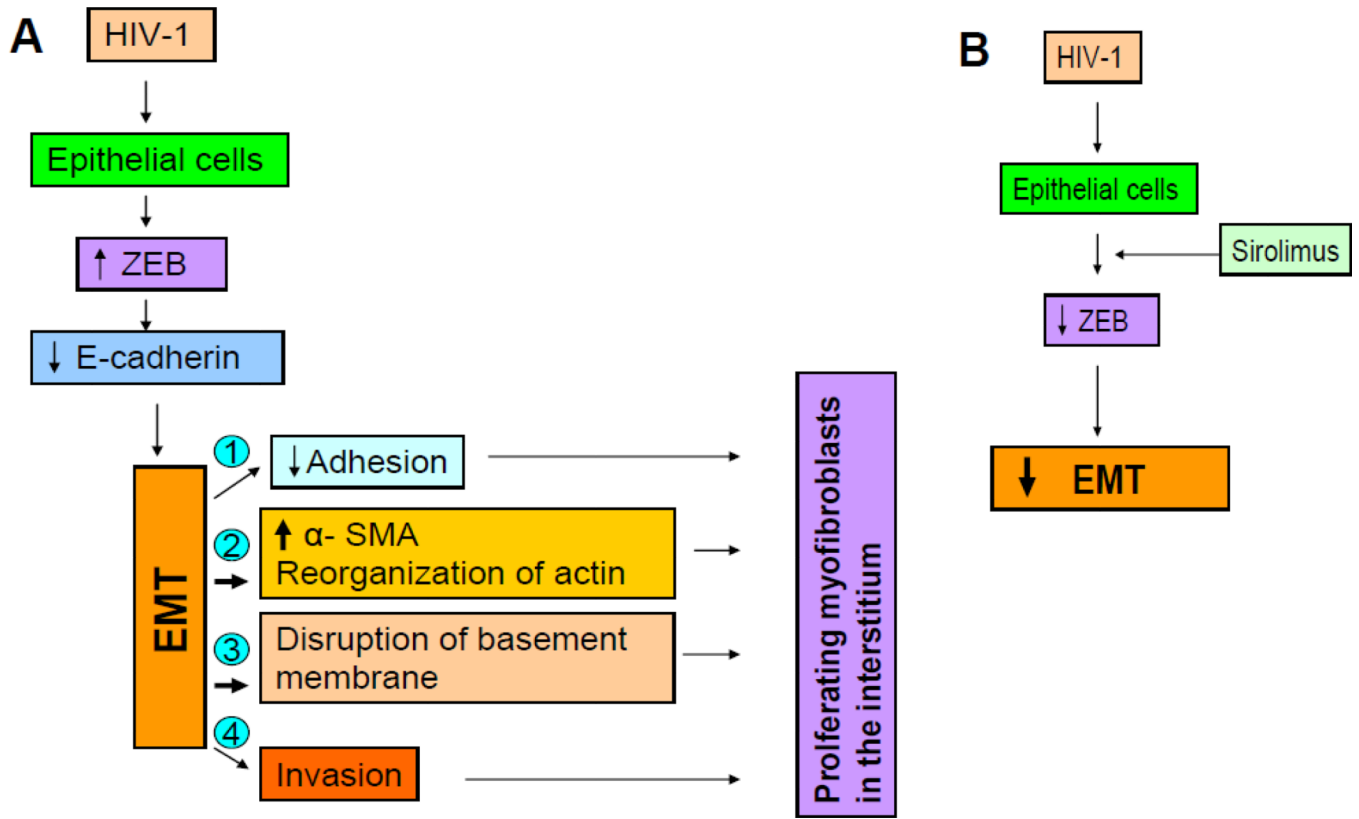 A
HIV-1
Epithelial cells
↑ ZEB
↓ E-cadherin
EMT
1
↓Adhesion
2
↑ α- SMA
Reorganization of actin
3
Disruption of basement
membrane
4
Invasion
Prolferating myofibroblasts
in the interstitium
B
HIV-1
Epithelial cells
Sirolimus
↓ ZEB
↓ EMT